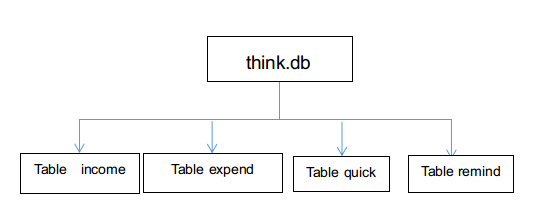 think.db
Table income
Table expend
Table quick
Table remind